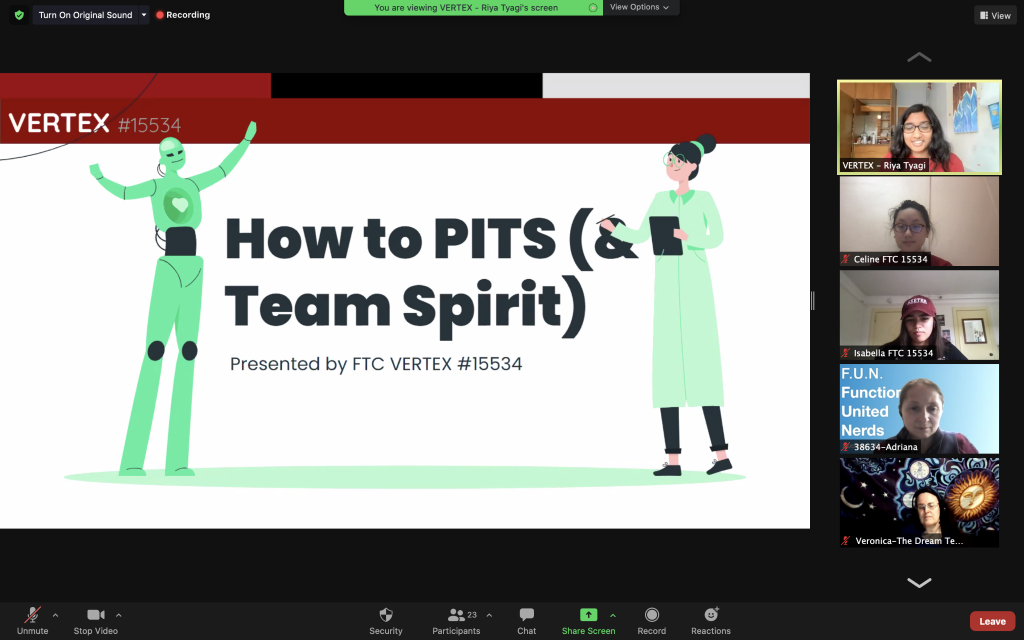 Turn On Original Sound
Recording
You are viewing VERTEX - Riya Tyagi's screen
View Options
View
VERTEX #15534
How to PITS (&
Team Spirit)
Presented by FTC VERTEX #15534
VERTEX - Riya Tyagi
Celine FTC 15534
VERTEX
Isabella FTC 15534
F.U.N.
Function
United
Nerds
38634-Adriana
Veronica-The Dream Te...
Unmute
Stop Video
Security
23
Participants
Chat
Share Screen
Record
Reactions
Leave